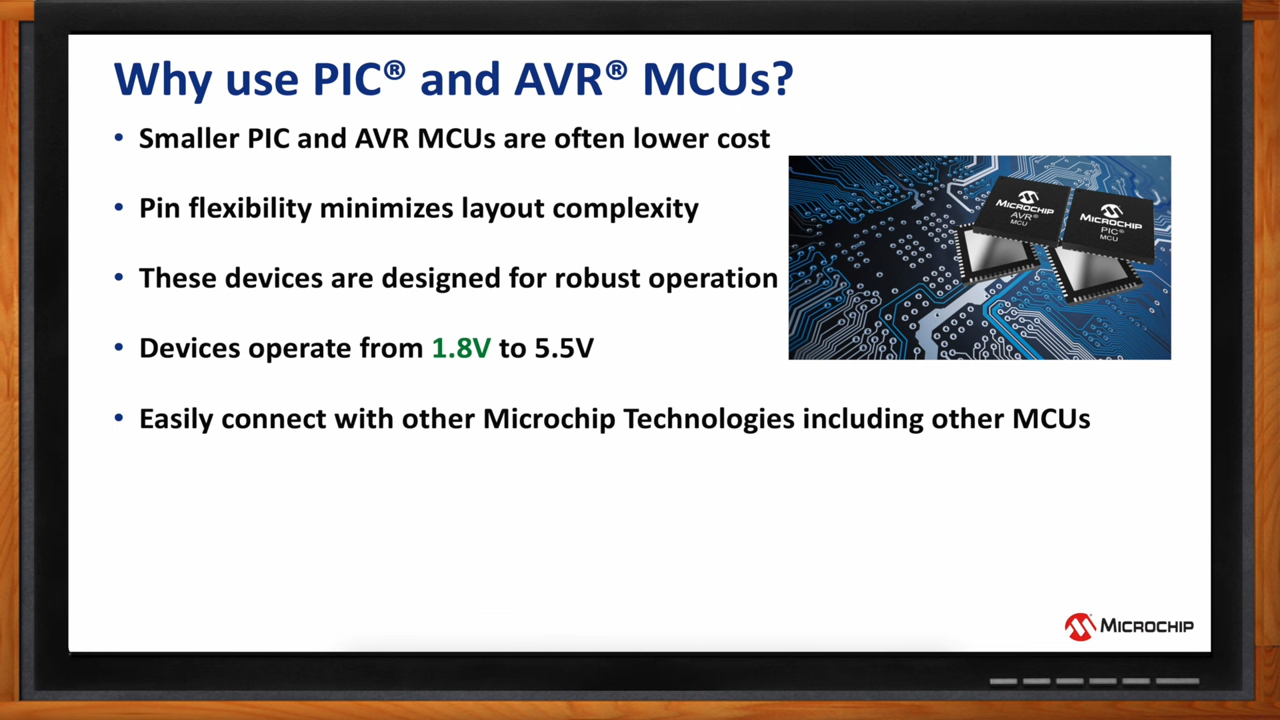 Why use PIC® and AVR® MCUs?
• Smaller PIC and AVR MCUs are often lower cost
• Pin flexibility minimizes layout complexity
• These devices are designed for robust operation
• Devices operate from 1.8V to 5.5V
• Easily connect with other Microchip Technologies including other MCUs
MICROCHIP
AVR®
MCU
MICROCHIP
PIC®
MCU
MICROCHIP